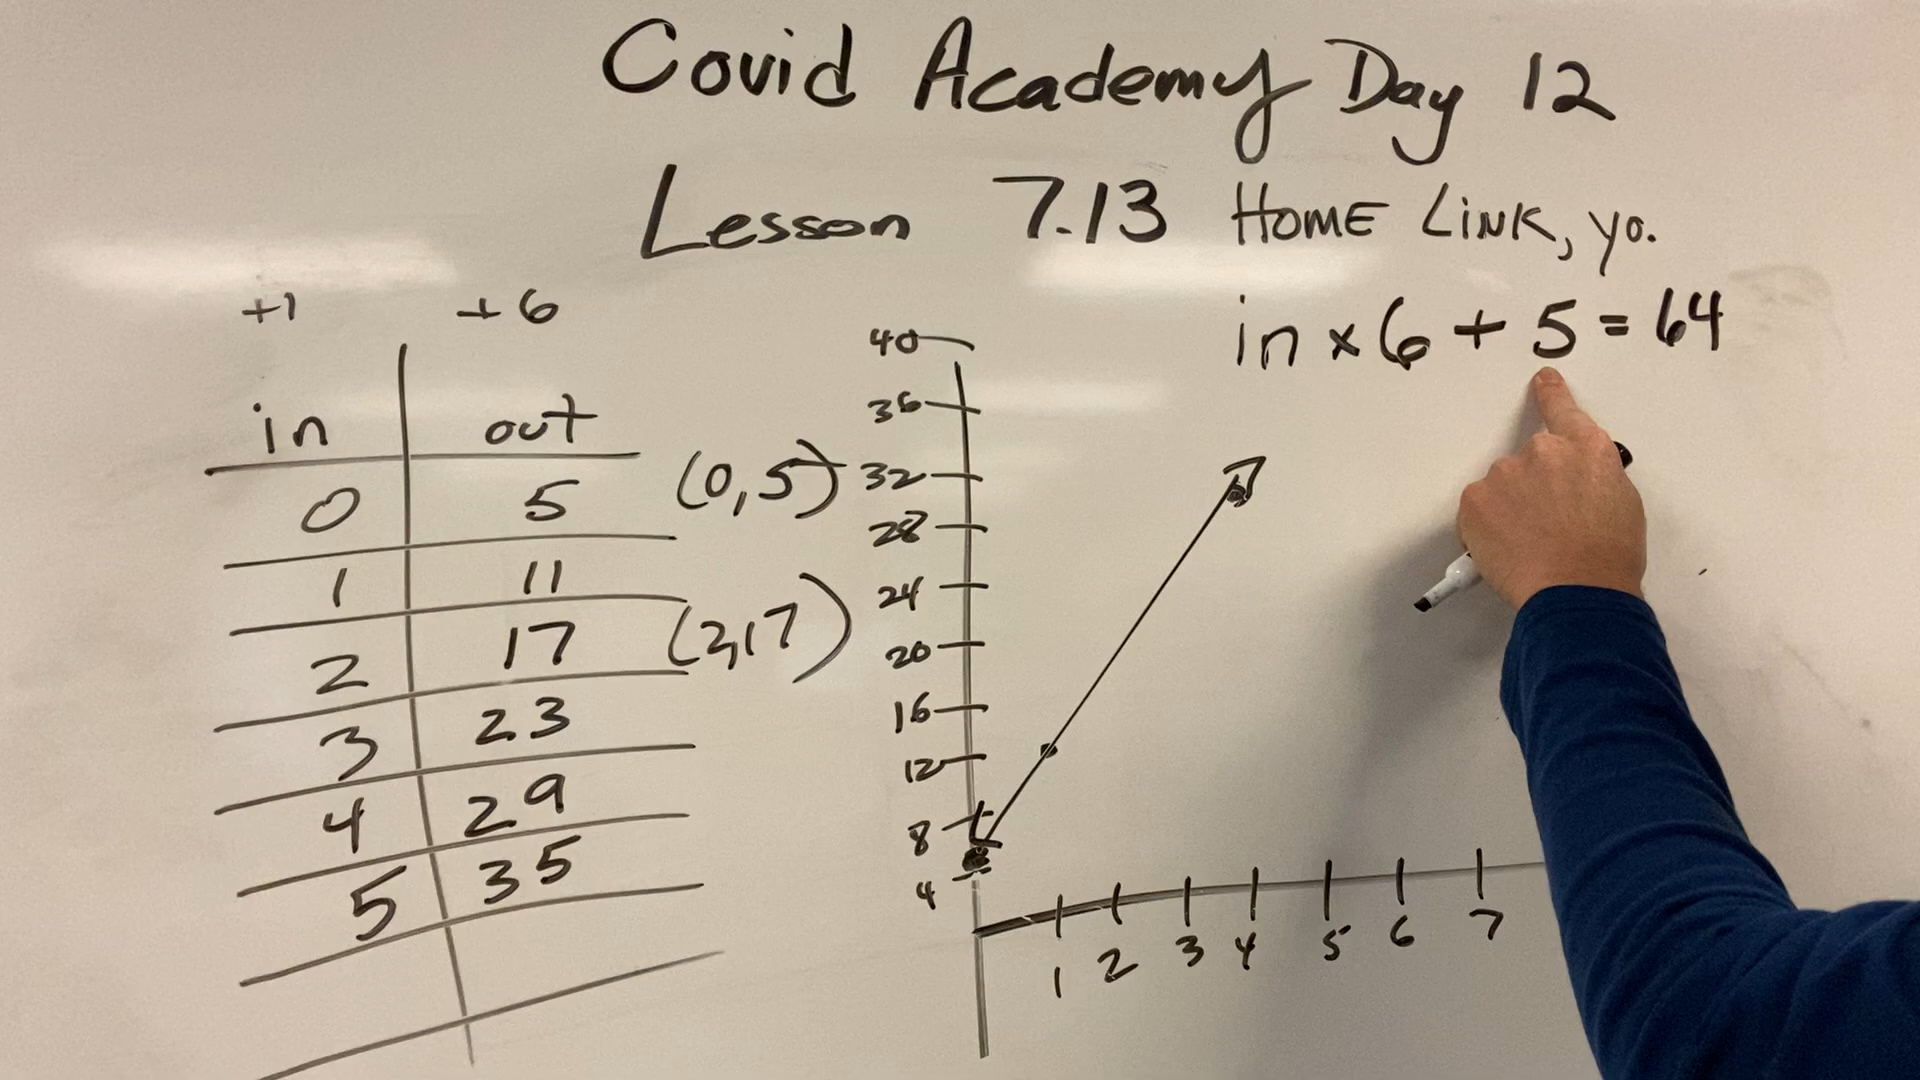 Covid Academy Day 12
Lesson 7.13 HOME LINK, yo.
in × 6 + 5 = 64
+1 +6
in out
0 5 (0,5)
1 11
2 17 (2,17)
3 23
4 29
5 35
40
36
32
28
24
20
16
12
8
4
1 2 3 4 5 6 7